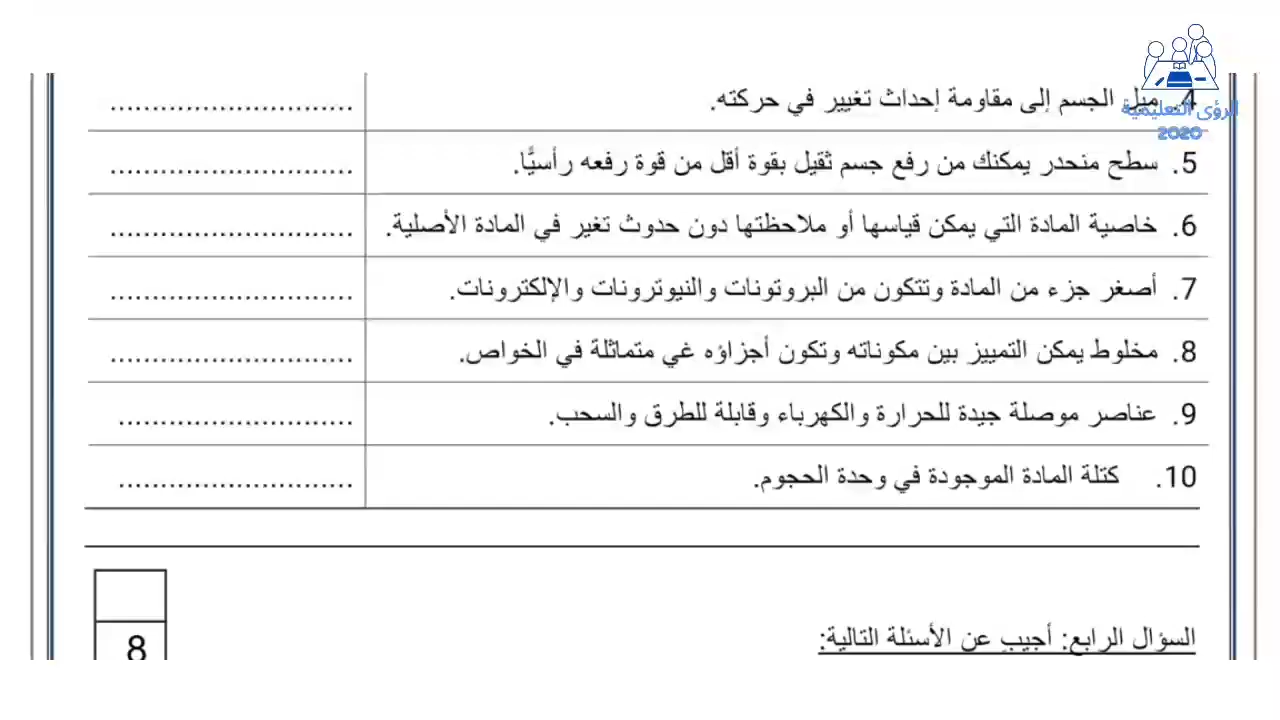 الرؤى التعليمية
2020
4. ميل الجسم إلى مقاومة إحداث تغيير في حركته. ............................
5. سطح منحدر يمكنك من رفع جسم ثقيل بقوة أقل من قوة رفعه رأسيًّا. ............................
6. خاصية المادة التي يمكن قياسها أو ملاحظتها دون حدوث تغير في المادة الأصلية. ............................
7. أصغر جزء من المادة وتتكون من البروتونات والنيوترونات والإلكترونات. ............................
8. مخلوط يمكن التمييز بين مكوناته وتكون أجزاؤه غي متماثلة في الخواص. ............................
9. عناصر موصلة جيدة للحرارة والكهرباء وقابلة للطرق والسحب. ...........................
10. كتلة المادة الموجودة في وحدة الحجوم. ...........................
السؤال الرابع: أجيب عن الأسئلة التالية:
8